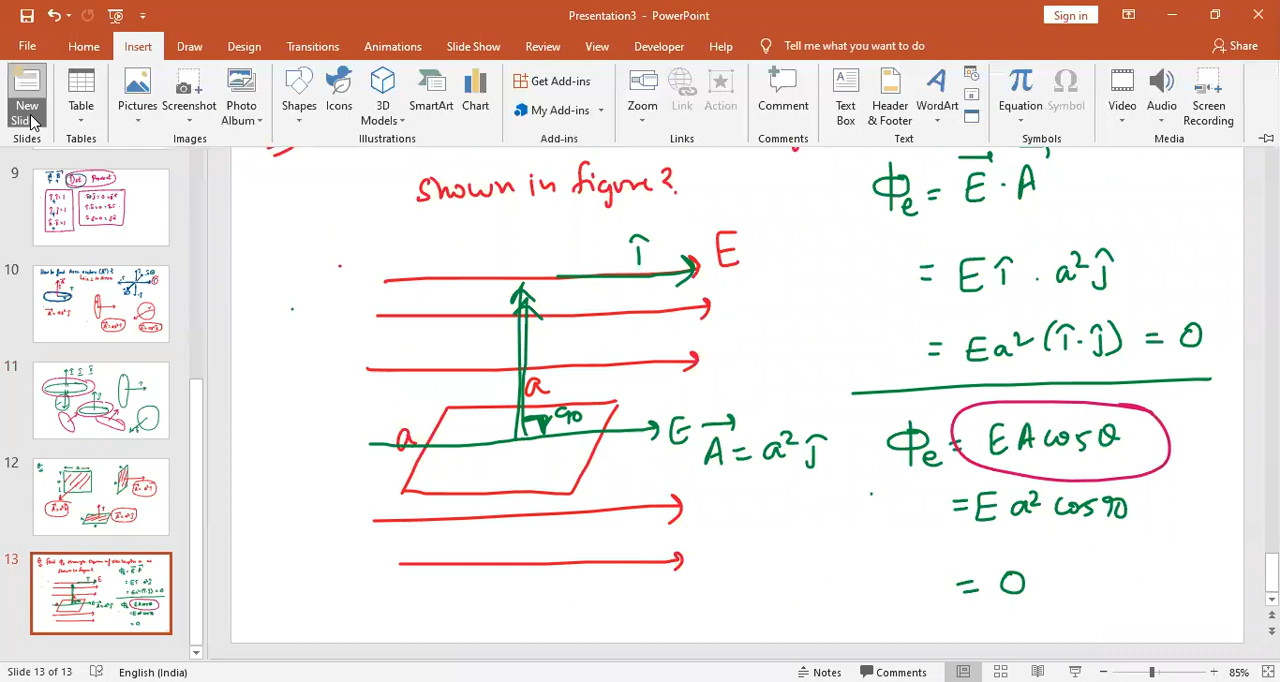 Presentation3 - PowerPoint
Sign in
File Home Insert Draw Design Transitions Animations Slide Show Review View Developer Help Tell me what you want to do Share
New Slide
Table
Pictures
Screenshot
Photo Album
Shapes
Icons
3D Models
SmartArt
Chart
Get Add-ins
My Add-ins
Zoom
Link
Action
Comment
Text Box
Header & Footer
WordArt
Equation
Symbol
Video
Audio
Screen Recording
Slides Tables Images Illustrations Add-ins Links Comments Text Symbols Media
9
10
11
12
13
shown in figure?
î E
a
a
90
E
A⃗ = a² ĵ
Φe = E⃗ · A⃗
= E î · a² ĵ
= Ea² (î·ĵ) = 0
Φe = EA cos θ
= E a² cos 90
= 0
Slide 13 of 13 English (India) Notes Comments 85%